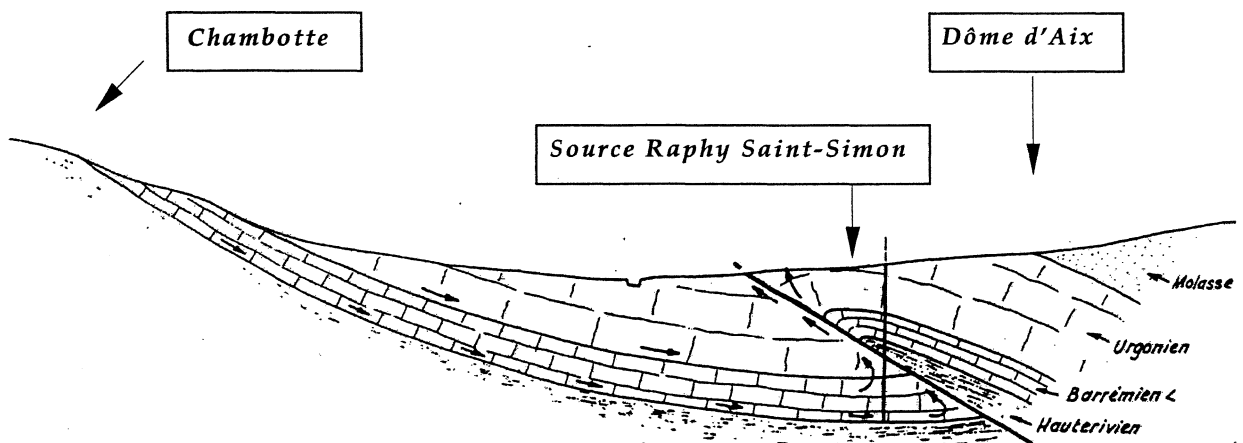 Chambotte
Dôme d'Aix
Source Raphy Saint-Simon
Molasse
Urgonien
Barrémien <
Hauterivien